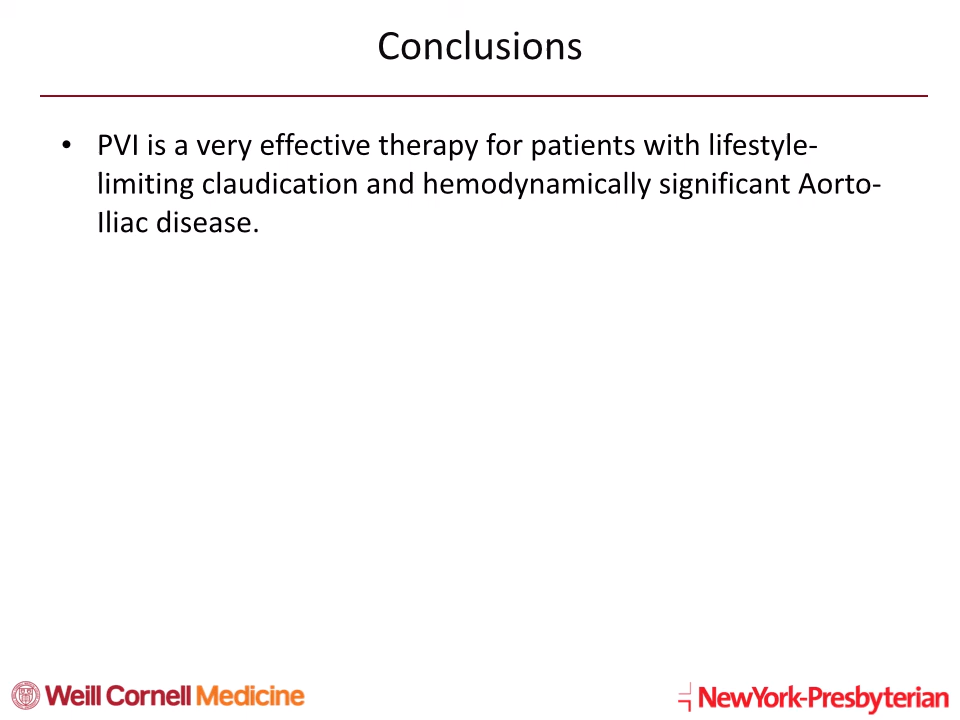 Conclusions
• PVI is a very effective therapy for patients with lifestyle-
limiting claudication and hemodynamically significant Aorto-
Iliac disease.
Weill Cornell Medicine
NewYork-Presbyterian